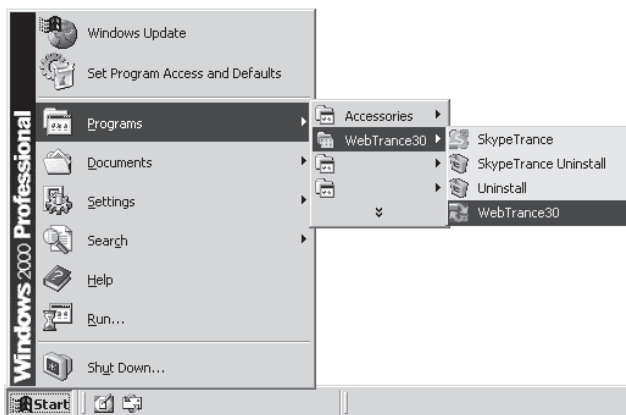 Windows 2000 Professional
Windows Update
Set Program Access and Defaults
Programs
Documents
Settings
Search
Help
Run...
Shut Down...
Accessories
WebTrance30
SkypeTrance
SkypeTrance Uninstall
Uninstall
WebTrance30
Start